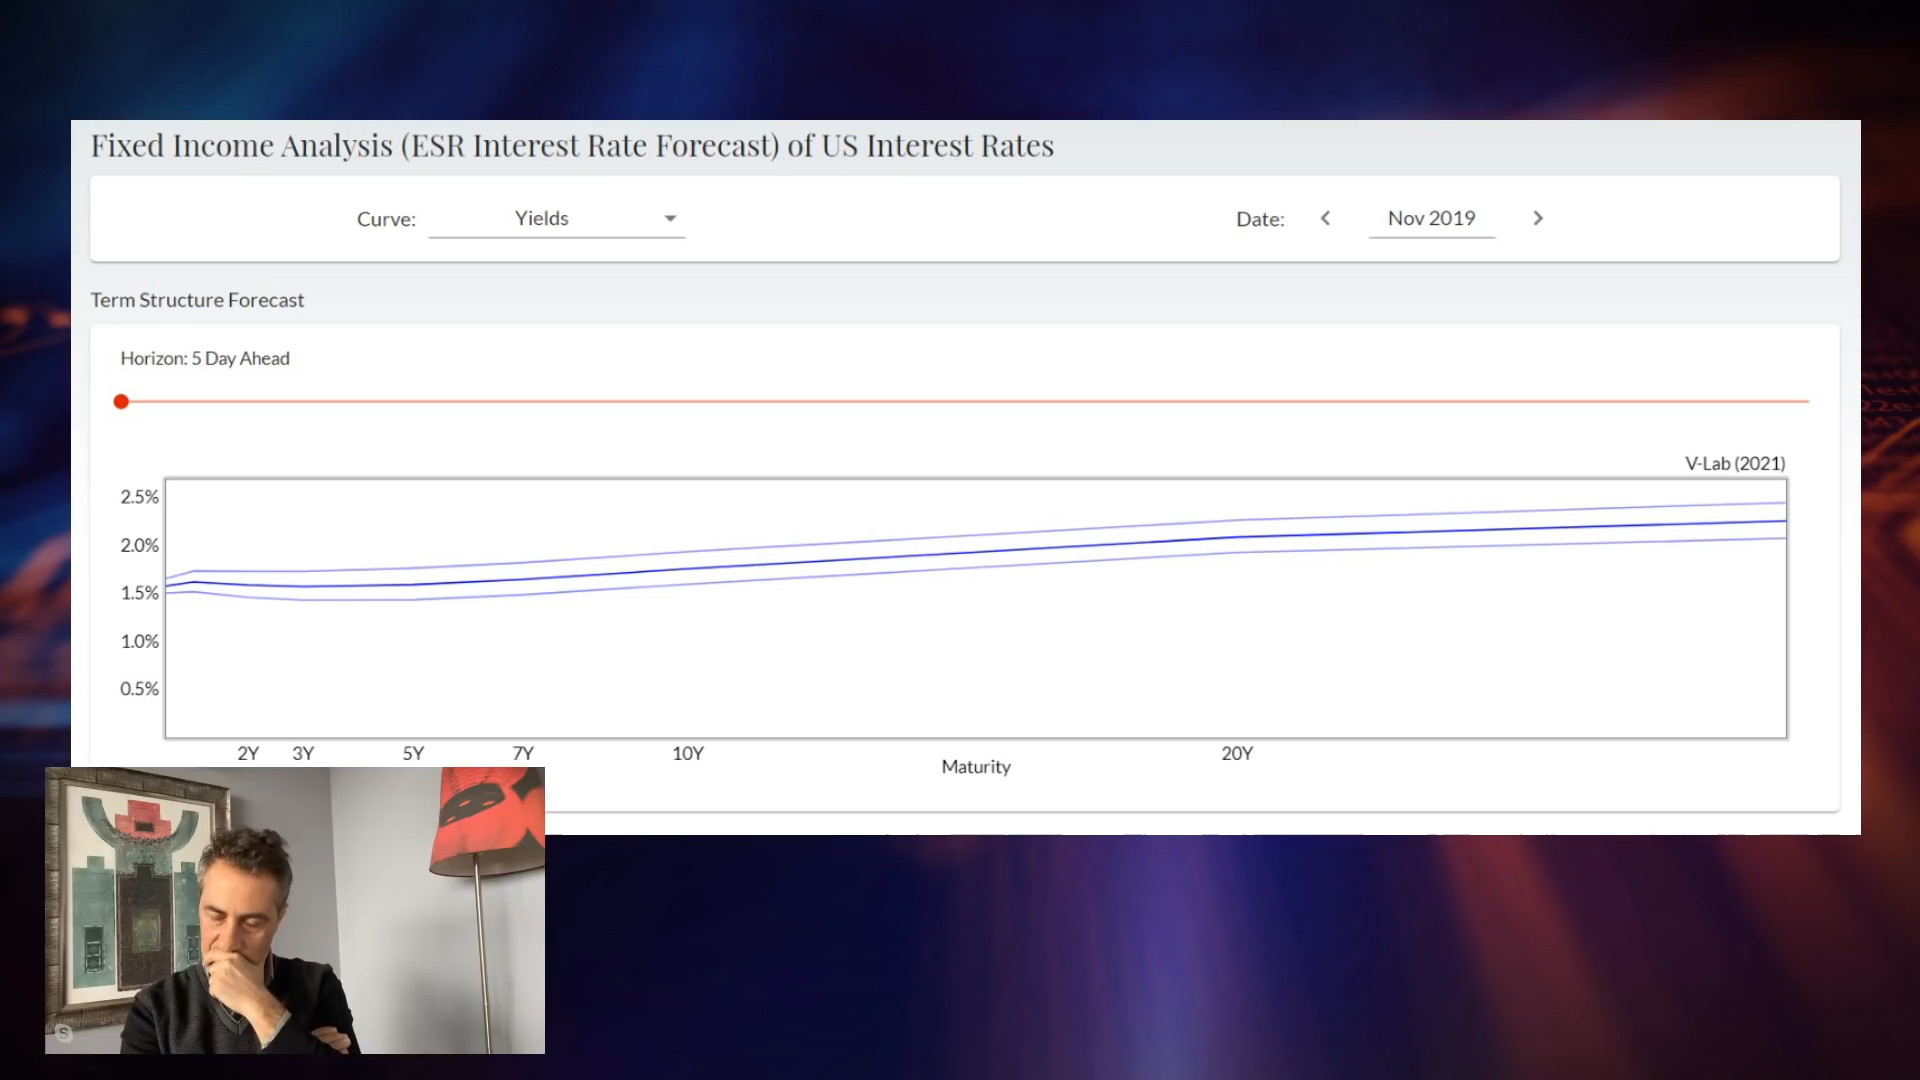 Fixed Income Analysis (ESR Interest Rate Forecast) of US Interest Rates
Curve: Yields Date: Nov 2019
Term Structure Forecast
Horizon: 5 Day Ahead
V-Lab (2021)
2.5%
2.0%
1.5%
1.0%
0.5%
2Y 3Y 5Y 7Y 10Y 20Y
Maturity